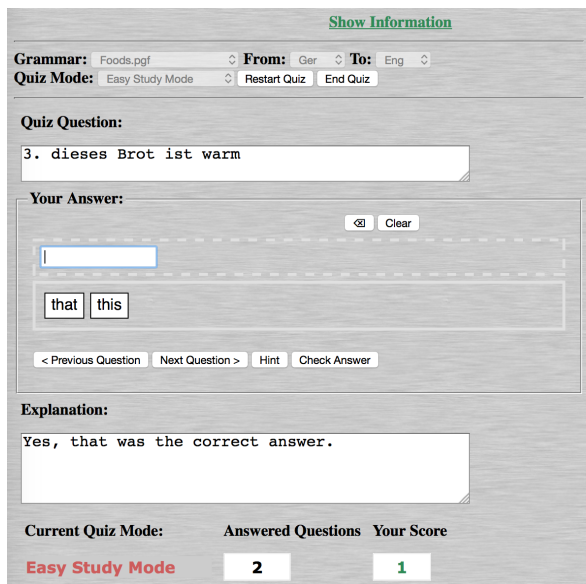 Show Information
Grammar: Foods.pgf From: Ger To: Eng
Quiz Mode: Easy Study Mode Restart Quiz End Quiz
Quiz Question:
3. dieses Brot ist warm
Your Answer:
Clear
that this
< Previous Question Next Question > Hint Check Answer
Explanation:
Yes, that was the correct answer.
Current Quiz Mode: Answered Questions Your Score
Easy Study Mode 2 1